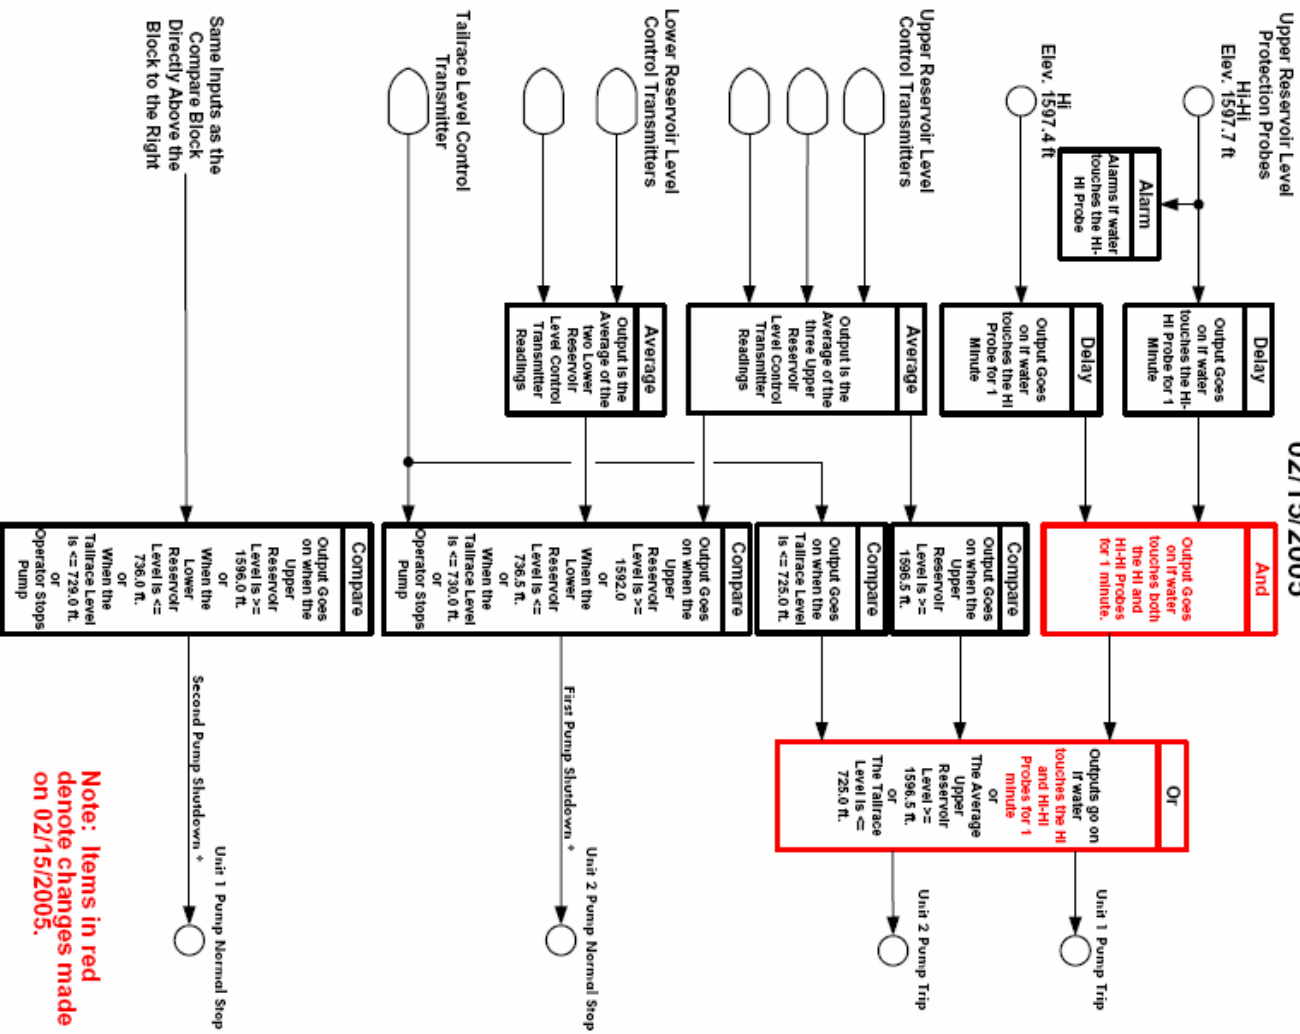 02/15/2005
Upper Reservoir Level
Protection Probes
Hi-Hi
Elev. 1597.7 ft
Hi
Elev. 1597.4 ft
Alarm
Alarms if water
touches the Hi-
Hi Probe
Delay
Output Goes
on if water
touches the Hi-
Hi Probe for 1
Minute
Delay
Output Goes
on if water
touches the Hi
Probe for 1
Minute
And
Output Goes
on if water
touches both
the Hi and
Hi-Hi Probes
for 1 minute.
Upper Reservoir Level
Control Transmitters
Average
Output is the
Average of the
three Upper
Reservoir
Level Control
Transmitter
Readings
Compare
Output Goes
on when the
Upper
Reservoir
Level is >=
1596.5 ft.
Compare
Output Goes
on when the
Tailrace Level
is <= 725.0 ft.
Or
Outputs go on
if water
touches the Hi
and Hi-Hi
Probes for 1
minute
or
The Average
Upper
Reservoir
Level >=
1596.5 ft.
or
The Tailrace
Level is <=
725.0 ft.
Unit 1 Pump Trip
Unit 2 Pump Trip
Lower Reservoir Level
Control Transmitters
Average
Output is the
Average of the
two Lower
Reservoir
Level Control
Transmitter
Readings
Tailrace Level Control
Transmitter
Compare
Output Goes
on when the
Upper
Reservoir
Level is >=
1592.0
or
When the
Lower
Reservoir
Level is <=
736.5 ft.
or
When the
Tailrace Level
is <= 730.0 ft.
or
Operator Stops
Pump
First Pump Shutdown *
Unit 2 Pump Normal Stop
Same Inputs as the
Compare Block
Directly Above the
Block to the Right
Compare
Output Goes
on when the
Upper
Reservoir
Level is >=
1596.0 ft.
or
When the
Lower
Reservoir
Level is <=
736.0 ft.
or
When the
Tailrace Level
is <= 729.0 ft.
or
Operator Stops
Pump
Second Pump Shutdown *
Unit 1 Pump Normal Stop
Note: Items in red
denote changes made
on 02/15/2005.